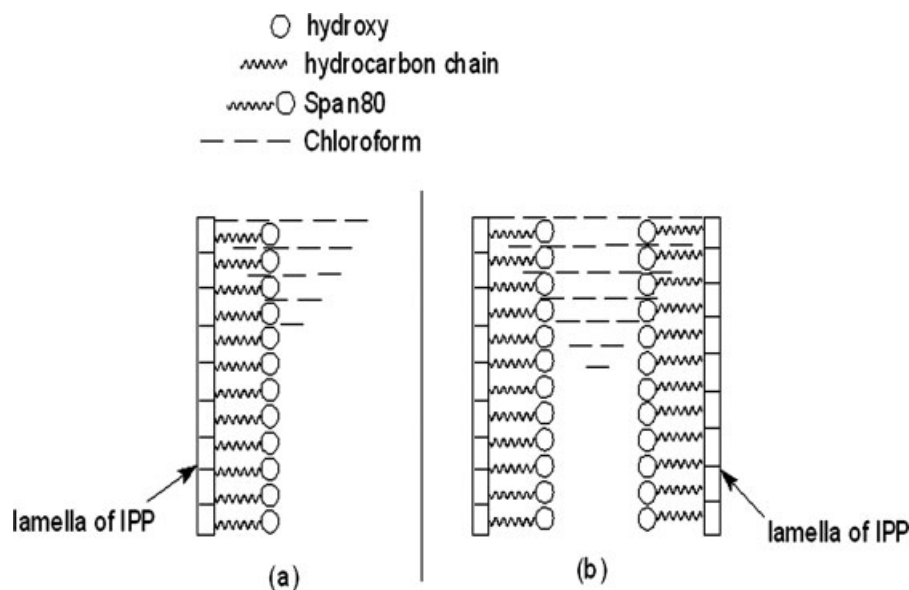 hydroxy
hydrocarbon chain
Span80
Chloroform
lamella of IPP
lamella of IPP
(a)
(b)